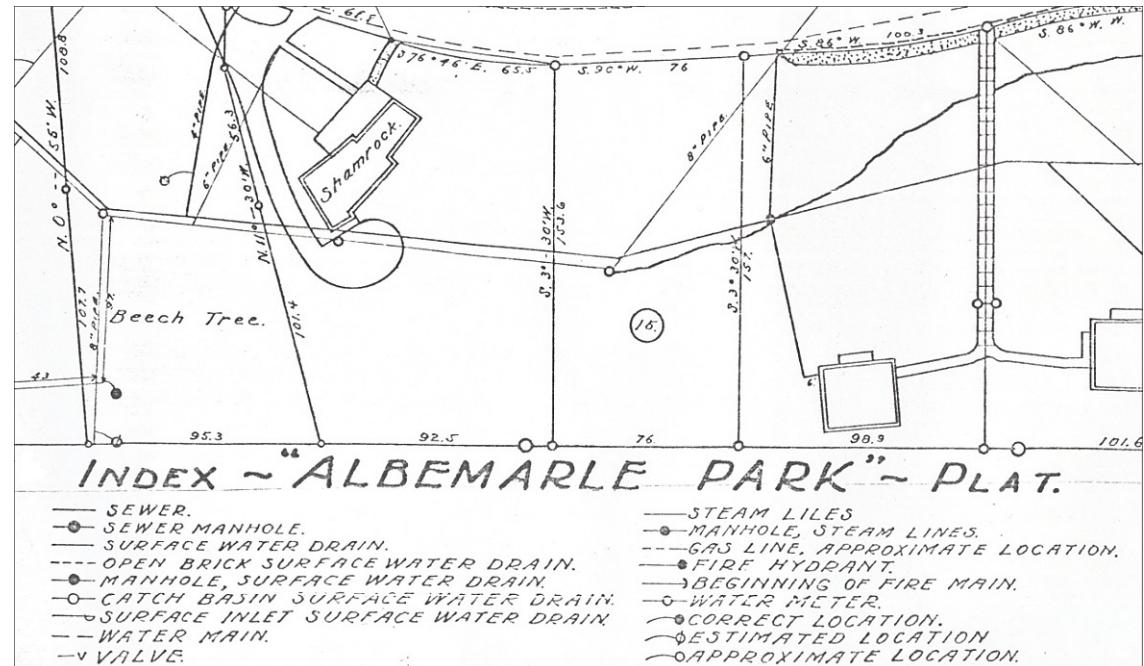 108.8
N. 0° - 56' W.
4" PIPE
6" PIPE
56.3
N. 11° - 30' W.
S 76° 46' E. 65.5
S. 90° W. 76
S. 86° W. 100.3
S. 86° W.
8" PIPE
6" PIPE
Shamrock.
S. 3° - 30' W.
153.6
S. 3° 30' W.
157.
15.
107.7
8" PIPE
97.
Beech Tree.
101.4
43
6"
95.3 92.5 76. 98.9 101.6
INDEX ~ "ALBEMARLE PARK" ~ PLAT.
SEWER.
SEWER MANHOLE.
SURFACE WATER DRAIN.
OPEN BRICK SURFACE WATER DRAIN.
MANHOLE, SURFACE WATER DRAIN.
CATCH BASIN SURFACE WATER DRAIN.
SURFACE INLET SURFACE WATER DRAIN
WATER MAIN.
VALVE.
STEAM LILES
MANHOLE, STEAM LINES.
GAS LINE, APPROXIMATE LOCATION.
FIRE HYDRANT.
BEGINNING OF FIRE MAIN.
WATER METER.
CORRECT LOCATION.
ESTIMATED LOCATION
APPROXIMATE LOCATION.